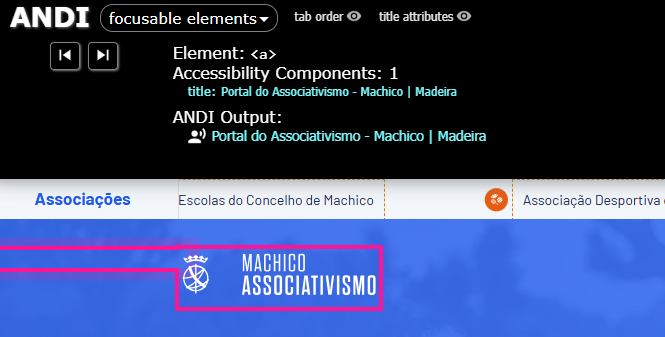 ANDI focusable elements tab order title attributes
Element: <a>
Accessibility Components: 1
title: Portal do Associativismo - Machico | Madeira
ANDI Output:
Portal do Associativismo - Machico | Madeira
Associações Escolas do Concelho de Machico Associação Desportiva
MACHICO
ASSOCIATIVISMO